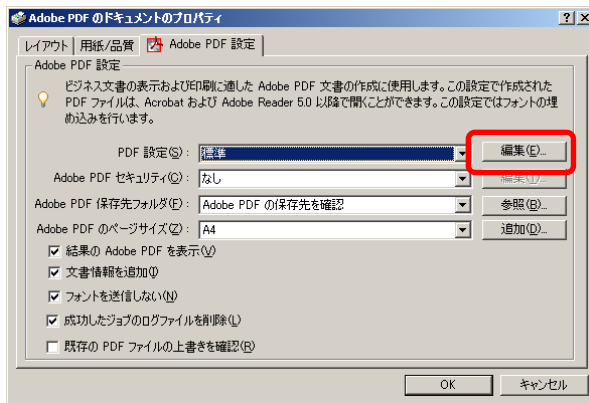 Adobe PDF のドキュメントのプロパティ
レイアウト 用紙/品質 Adobe PDF 設定
Adobe PDF 設定
ビジネス文書の表示および印刷に適した Adobe PDF 文書の作成に使用します。この設定で作成された
PDF ファイルは、Acrobat および Adobe Reader 5.0 以降で開くことができます。この設定ではフォントの埋
め込みを行います。
PDF 設定(S): 標準 編集(E)...
Adobe PDF セキュリティ(C): なし 編集(T)...
Adobe PDF 保存先フォルダ(F): Adobe PDF の保存先を確認 参照(B)...
Adobe PDF のページサイズ(Z): A4 追加(D)...
結果の Adobe PDF を表示(V)
文書情報を追加(I)
フォントを送信しない(N)
成功したジョブのログファイルを削除(L)
既存の PDF ファイルの上書きを確認(R)
OK キャンセル